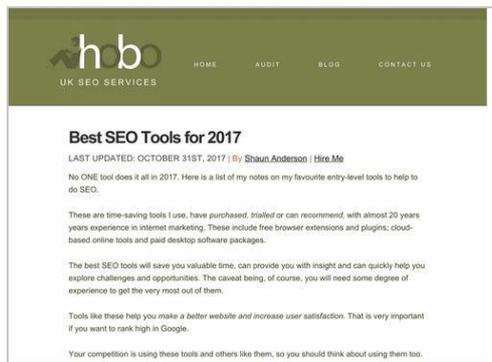 hobo
UK SEO SERVICES
HOME AUDIT BLOG CONTACT US
Best SEO Tools for 2017
LAST UPDATED: OCTOBER 31ST, 2017 | By Shaun Anderson | Hire Me
No ONE tool does it all in 2017. Here is a list of my notes on my favourite entry-level tools to help to
do SEO.
These are time-saving tools I use, have purchased, trialled or can recommend, with almost 20 years
years experience in internet marketing. These include free browser extensions and plugins; cloud-
based online tools and paid desktop software packages.
The best SEO tools will save you valuable time, can provide you with insight and can quickly help you
explore challenges and opportunities. The caveat being, of course, you will need some degree of
experience to get the very most out of them.
Tools like these help you make a better website and increase user satisfaction. That is very important
if you want to rank high in Google.
Your competition is using these tools and others like them, so you should think about using them too.